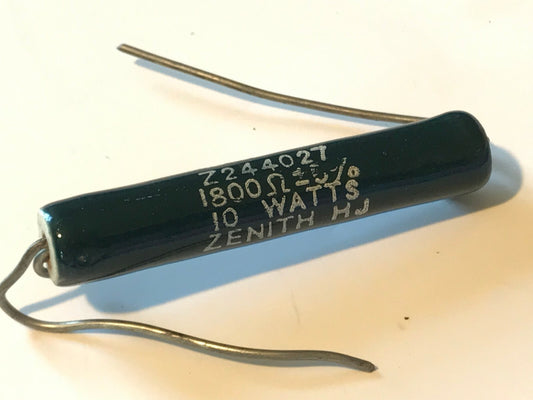 Z244027
1800Ω ±5%
10 WATTS
ZENITH HJ